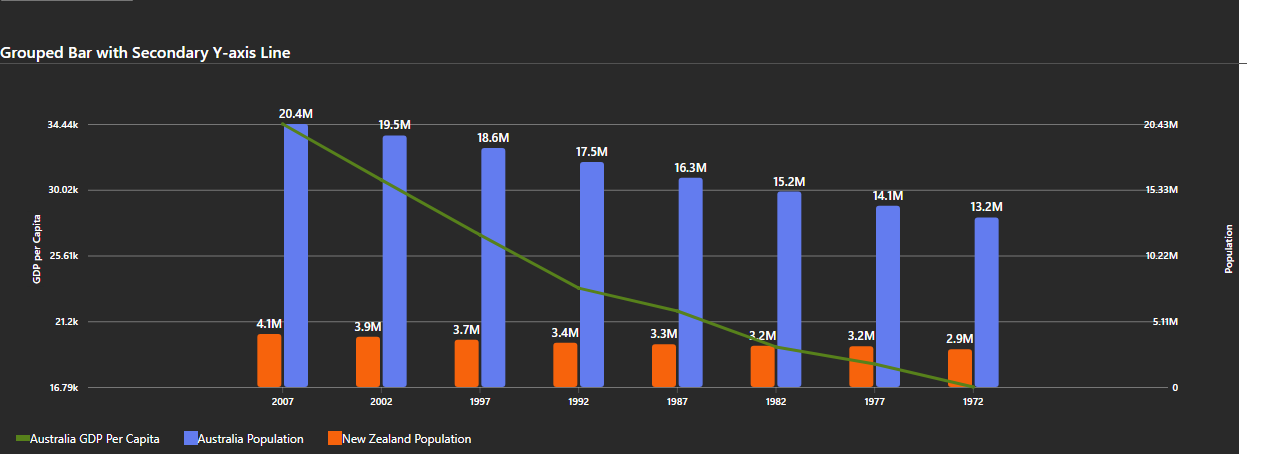 Grouped Bar with Secondary Y-axis Line
34.44k
30.02k
25.61k
21.2k
16.79k
GDP per Capita
20.4M
19.5M
18.6M
17.5M
16.3M
15.2M
14.1M
13.2M
4.1M
3.9M
3.7M
3.4M
3.3M
3.2M
3.2M
2.9M
20.43M
15.33M
10.22M
5.11M
0
Population
2007 2002 1997 1992 1987 1982 1977 1972
Australia GDP Per Capita Australia Population New Zealand Population